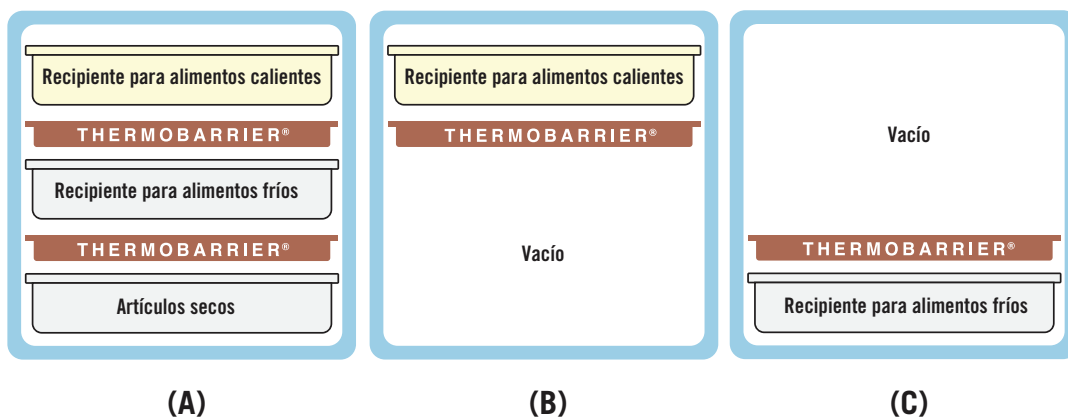 Recipiente para alimentos calientes
THERMOBARRIER®
Recipiente para alimentos fríos
THERMOBARRIER®
Artículos secos
(A)
Recipiente para alimentos calientes
THERMOBARRIER®
Vacío
(B)
Vacío
THERMOBARRIER®
Recipiente para alimentos fríos
(C)